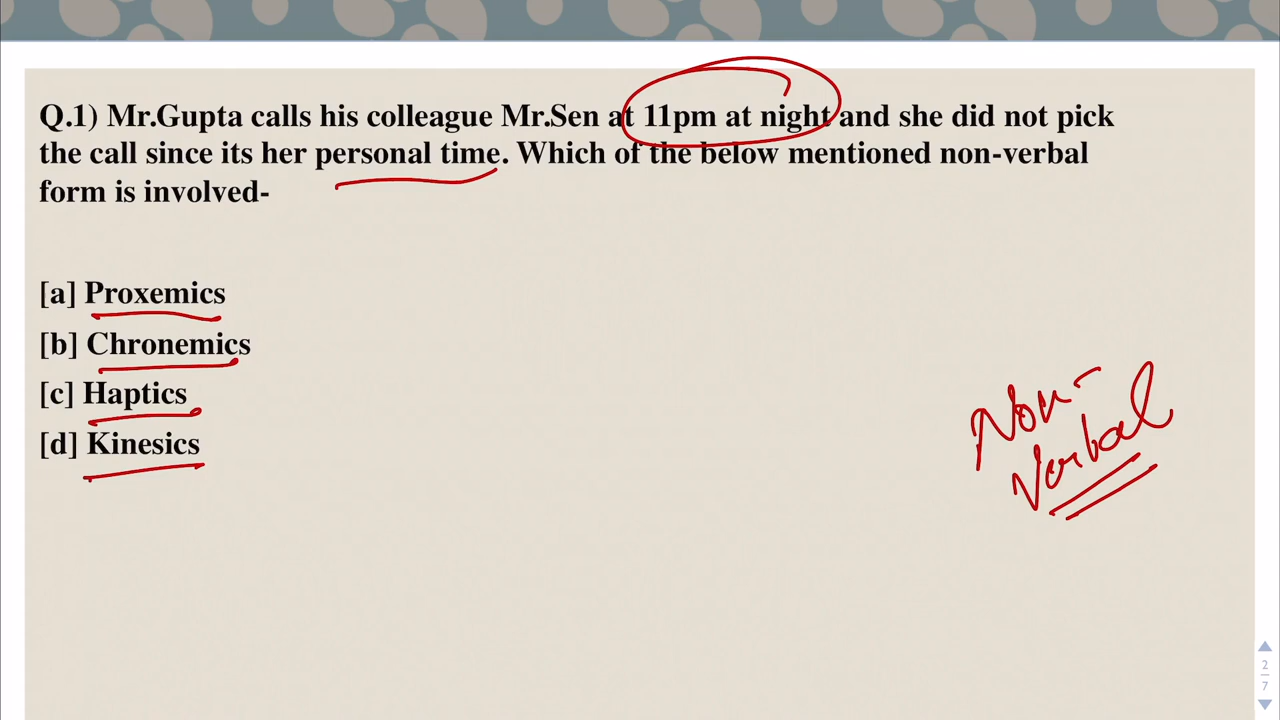 Q.1) Mr.Gupta calls his colleague Mr.Sen at 11pm at night and she did not pick
the call since its her personal time. Which of the below mentioned non-verbal
form is involved-
[a] Proxemics
[b] Chronemics
[c] Haptics
[d] Kinesics
Non-
Verbal
2
7